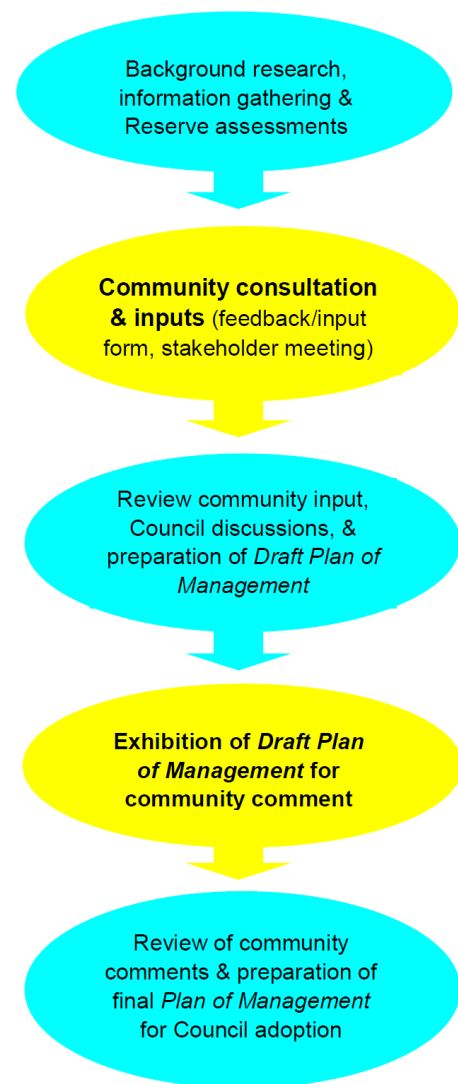 Background research,
information gathering &
Reserve assessments
Community consultation
& inputs (feedback/input
form, stakeholder meeting)
Review community input,
Council discussions, &
preparation of Draft Plan of
Management
Exhibition of Draft Plan
of Management for
community comment
Review of community
comments & preparation of
final Plan of Management
for Council adoption